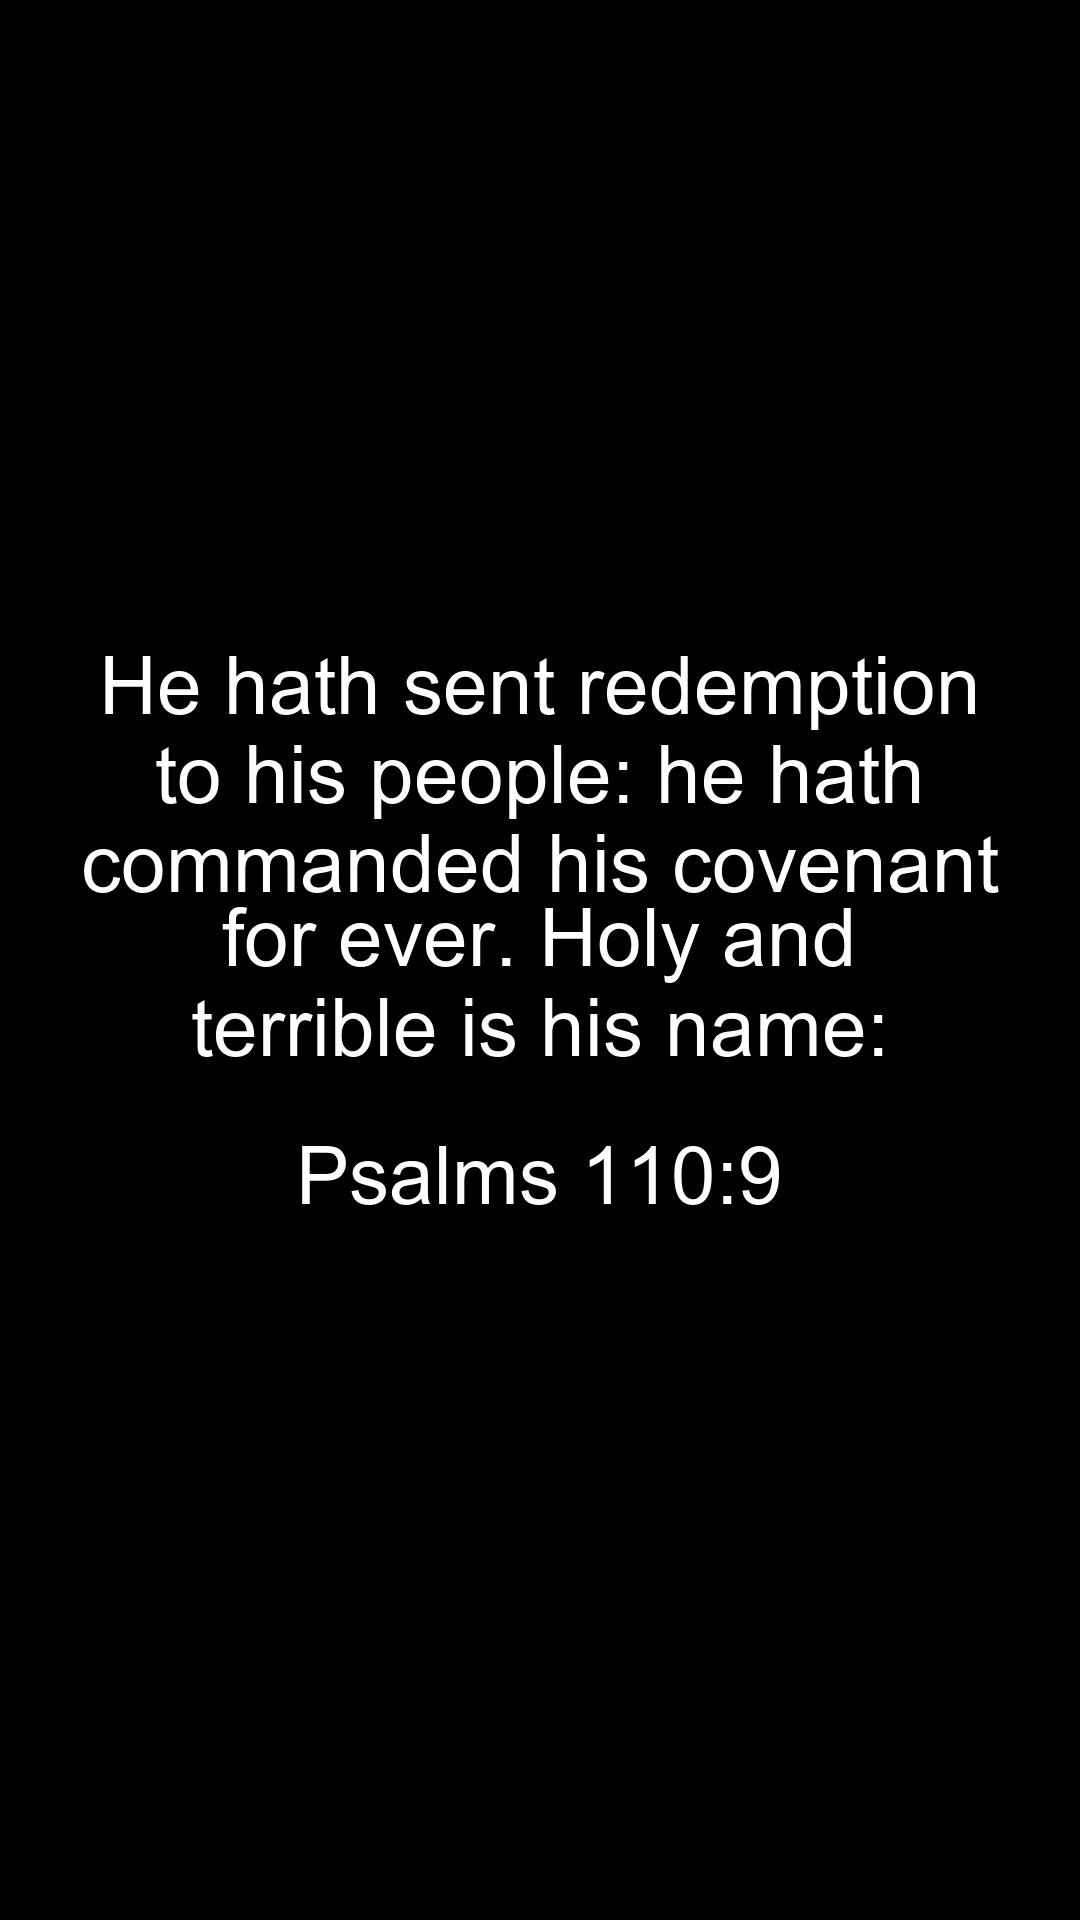 He hath sent redemption
to his people: he hath
commanded his covenant
for ever. Holy and
terrible is his name:
Psalms 110:9